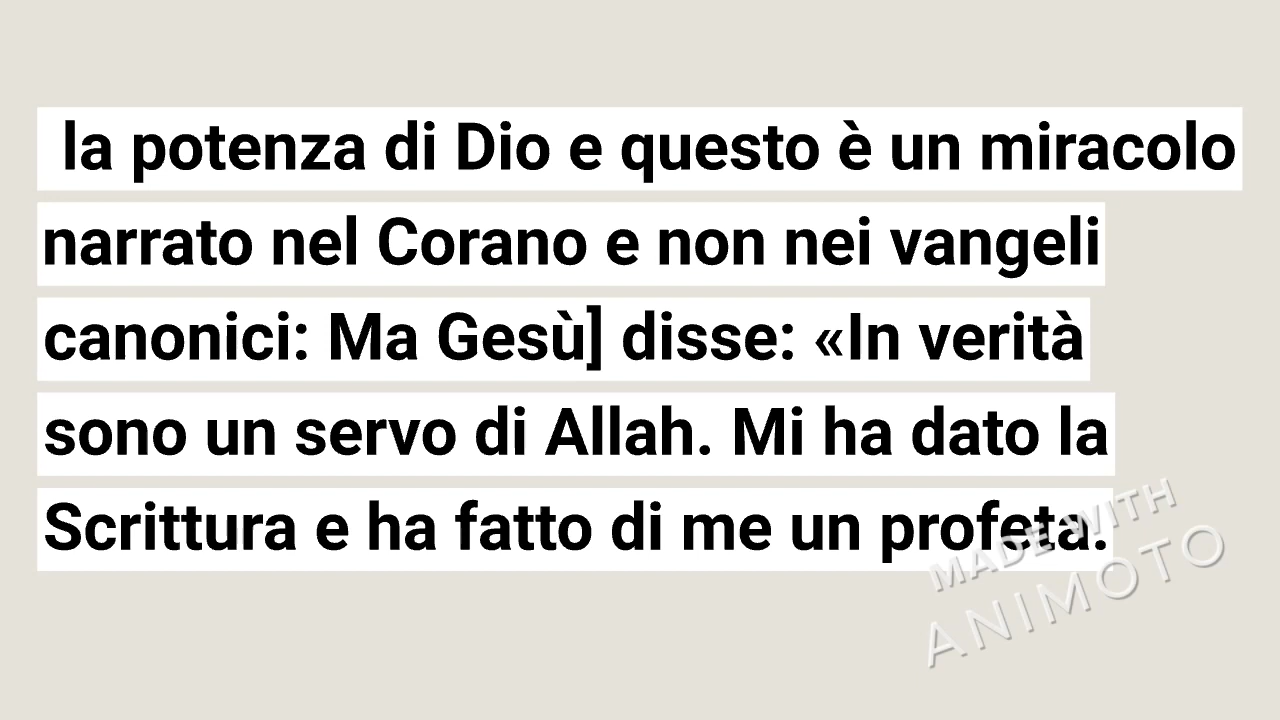 la potenza di Dio e questo è un miracolo
narrato nel Corano e non nei vangeli
canonici: Ma Gesù] disse: «In verità
sono un servo di Allah. Mi ha dato la
Scrittura e ha fatto di me un profeta.
MADE WITH
ANIMOTO